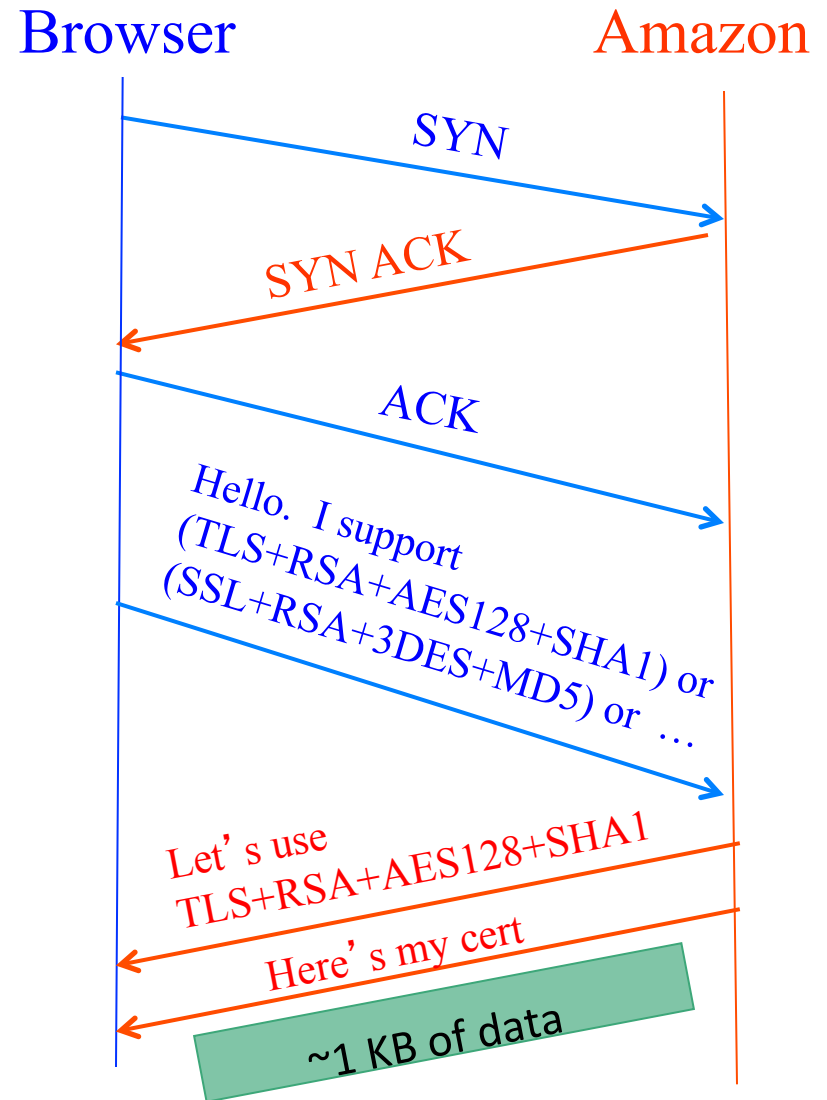 Browser
Amazon
SYN
SYN ACK
ACK
Hello. I support
(TLS+RSA+AES128+SHA1) or
(SSL+RSA+3DES+MD5) or …
Let’s use
TLS+RSA+AES128+SHA1
Here’s my cert
~1 KB of data